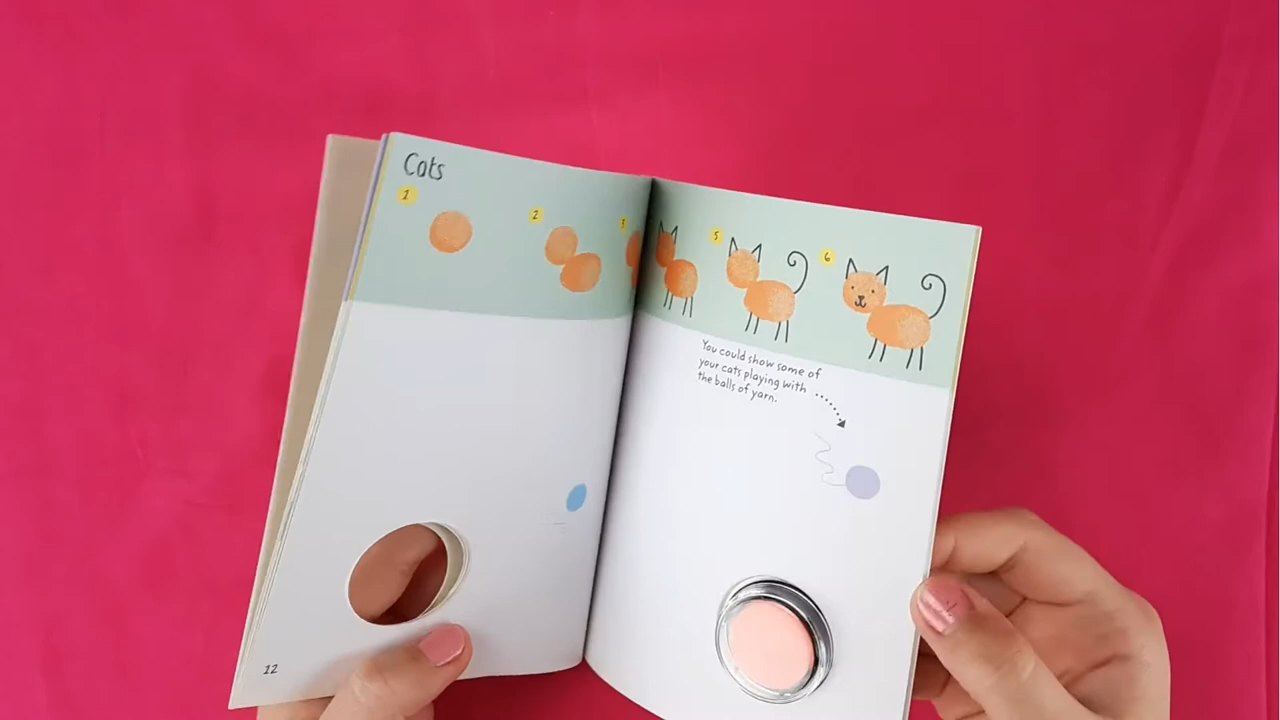 Cats
1
2
3
5
6
You could show some of
your cats playing with
the balls of yarn.
12